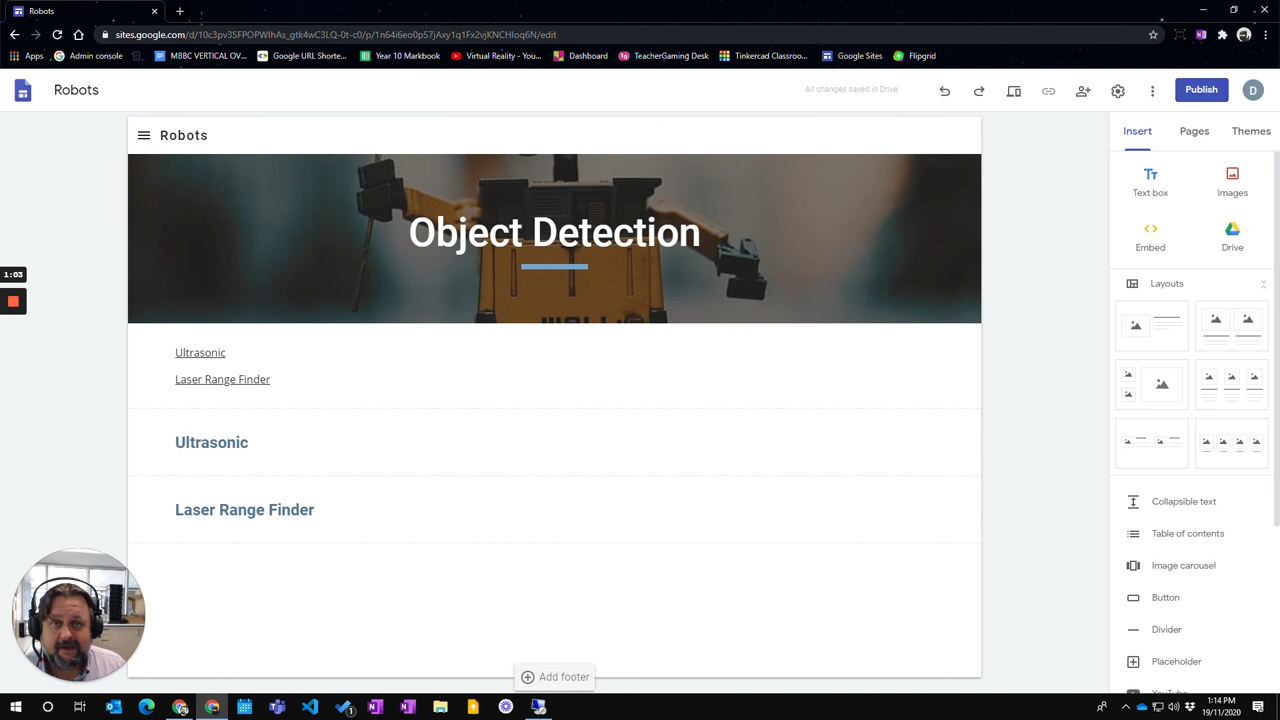 Robots
sites.google.com/d/10c3pv3SFPOPWlhAs_gtk4wC3LQ-0t-c0/p/1n64i6eo0p57jAxy1q1Fx2vjKNCHloq6N/edit
Apps
Admin console
MBBC VERTICAL OV...
Google URL Shorte...
Year 10 Markbook
Virtual Reality - You...
Dashboard
TeacherGaming Desk
Tinkercad Classroo...
Google Sites
Flipgrid
Robots
All changes saved in Drive
Publish
D
Robots
Insert
Pages
Themes
Text box
Images
Embed
Drive
Object Detection
Layouts
1:03
Ultrasonic
Laser Range Finder
Ultrasonic
Laser Range Finder
Collapsible text
Table of contents
Image carousel
Button
Divider
Placeholder
Add footer
1:14 PM
19/11/2020